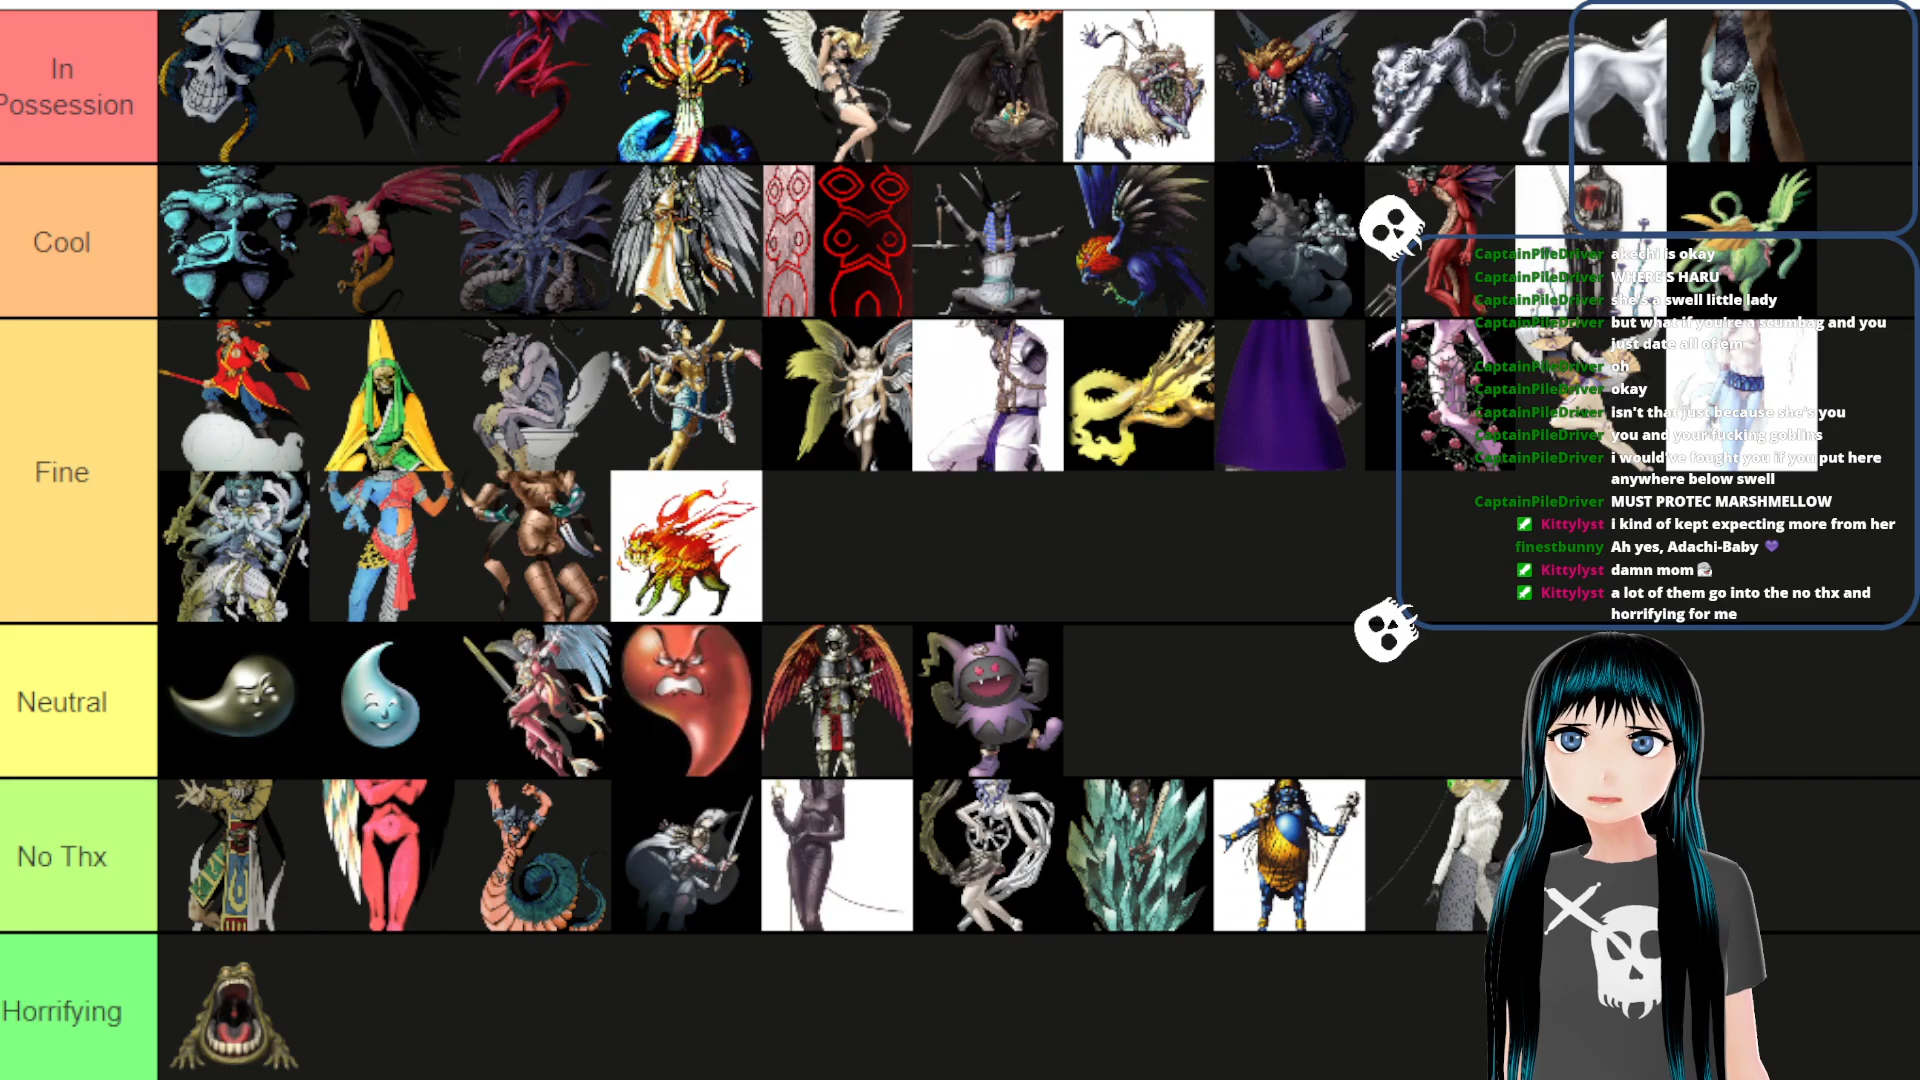 In
Possession
Cool
CaptainPileDriver akechi is okay
CaptainPileDriver WHERE'S HARU
CaptainPileDriver she's a swell little lady
CaptainPileDriver but what if you're a scumbag and you
just date all of em
CaptainPileDriver oh
CaptainPileDriver okay
CaptainPileDriver isn't that just because she's you
CaptainPileDriver you and your fucking goblins
CaptainPileDriver i would've fought you if you put here
anywhere below swell
CaptainPileDriver MUST PROTEC MARSHMELLOW
Kittylyst i kind of kept expecting more from her
finestbunny Ah yes, Adachi-Baby 💜
Kittylyst damn mom
Kittylyst a lot of them go into the no thx and
horrifying for me
Fine
Neutral
No Thx
Horrifying